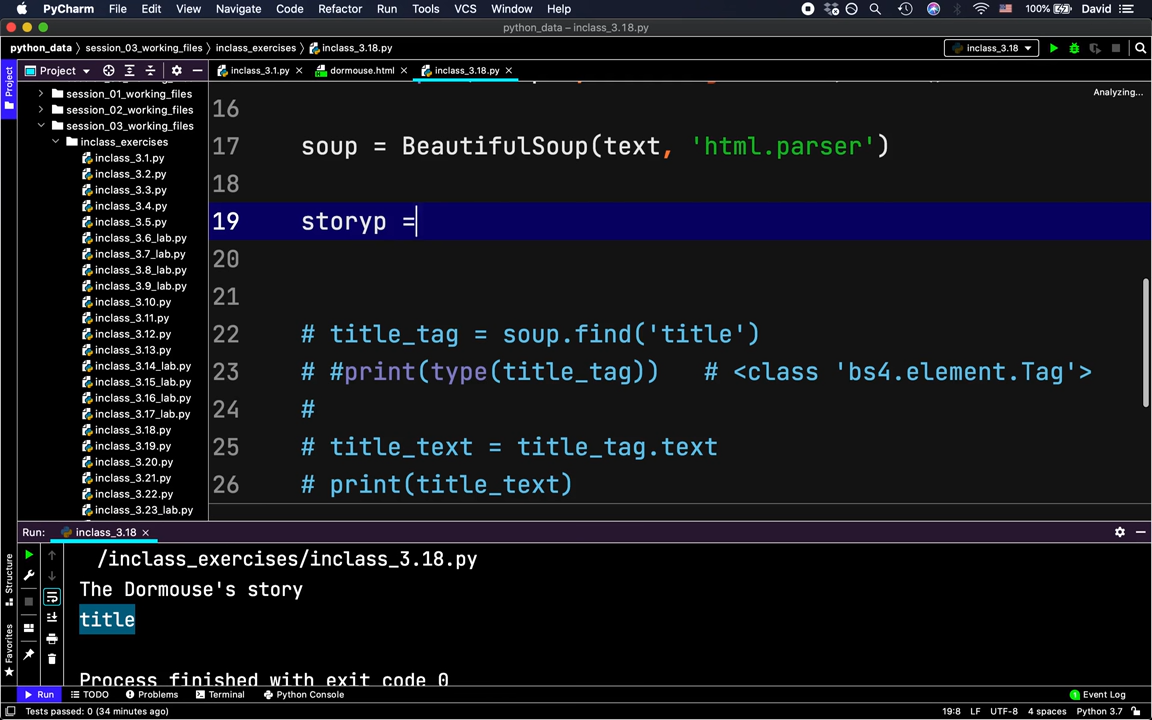 PyCharm File Edit View Navigate Code Refactor Run Tools VCS Window Help 100% David
python_data – inclass_3.18.py
python_data session_03_working_files inclass_exercises inclass_3.18.py inclass_3.18
Project inclass_3.1.py dormouse.html inclass_3.18.py
Project
session_01_working_files
session_02_working_files
session_03_working_files
inclass_exercises
inclass_3.1.py
inclass_3.2.py
inclass_3.3.py
inclass_3.4.py
inclass_3.5.py
inclass_3.6_lab.py
inclass_3.7_lab.py
inclass_3.8_lab.py
inclass_3.9_lab.py
inclass_3.10.py
inclass_3.11.py
inclass_3.12.py
inclass_3.13.py
inclass_3.14_lab.py
inclass_3.15_lab.py
inclass_3.16_lab.py
inclass_3.17_lab.py
inclass_3.18.py
inclass_3.19.py
inclass_3.20.py
inclass_3.21.py
inclass_3.22.py
inclass_3.23_lab.py
Analyzing...
16
17 soup = BeautifulSoup(text, 'html.parser')
18
19 storyp =
20
21
22 # title_tag = soup.find('title')
23 # #print(type(title_tag)) # <class 'bs4.element.Tag'>
24 #
25 # title_text = title_tag.text
26 # print(title_text)
Run: inclass_3.18
/inclass_exercises/inclass_3.18.py
The Dormouse's story
title
Process finished with exit code 0
Structure
Favorites
Run TODO Problems Terminal Python Console 1 Event Log
Tests passed: 0 (34 minutes ago) 19:8 LF UTF-8 4 spaces Python 3.7